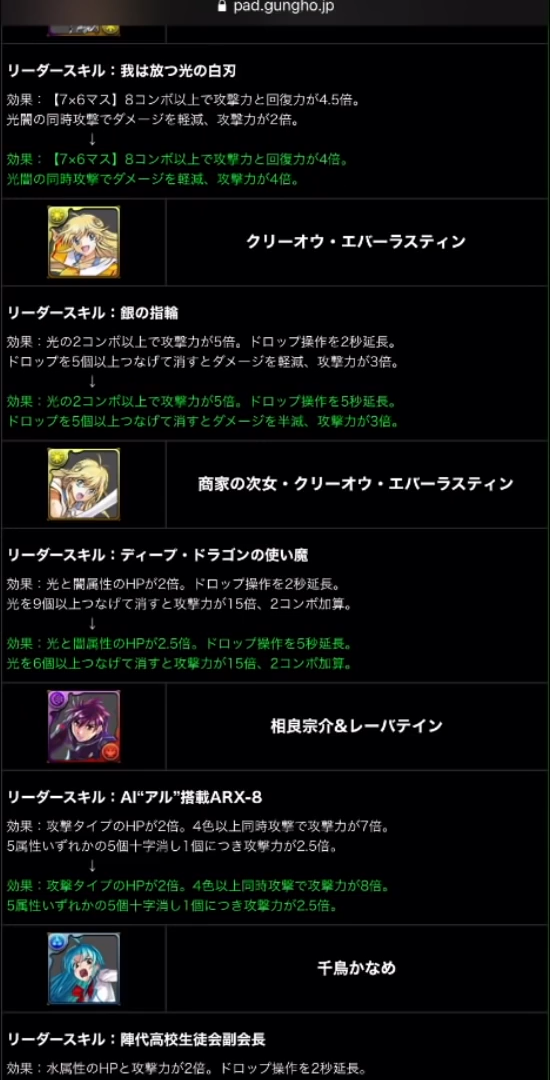 pad.gungho.jp
リーダースキル：我は放つ光の白刃
効果：【7×6マス】8コンボ以上で攻撃力と回復力が4.5倍。
光闇の同時攻撃でダメージを軽減、攻撃力が2倍。
↓
効果：【7×6マス】8コンボ以上で攻撃力と回復力が4倍。
光闇の同時攻撃でダメージを軽減、攻撃力が4倍。
クリーオウ・エバーラスティン
リーダースキル：銀の指輪
効果：光の2コンボ以上で攻撃力が5倍。ドロップ操作を2秒延長。
ドロップを5個以上つなげて消すとダメージを軽減、攻撃力が3倍。
↓
効果：光の2コンボ以上で攻撃力が5倍。ドロップ操作を5秒延長。
ドロップを5個以上つなげて消すとダメージを半減、攻撃力が3倍。
商家の次女・クリーオウ・エバーラスティン
リーダースキル：ディープ・ドラゴンの使い魔
効果：光と闇属性のHPが2倍。ドロップ操作を2秒延長。
光を9個以上つなげて消すと攻撃力が15倍、2コンボ加算。
↓
効果：光と闇属性のHPが2.5倍。ドロップ操作を5秒延長。
光を6個以上つなげて消すと攻撃力が15倍、2コンボ加算。
相良宗介&レーバテイン
リーダースキル：AI“アル”搭載ARX-8
効果：攻撃タイプのHPが2倍。4色以上同時攻撃で攻撃力が7倍。
5属性いずれかの5個十字消し1個につき攻撃力が2.5倍。
↓
効果：攻撃タイプのHPが2倍。4色以上同時攻撃で攻撃力が8倍。
5属性いずれかの5個十字消し1個につき攻撃力が2.5倍。
千鳥かなめ
リーダースキル：陣代高校生徒会副会長
効果：水属性のHPと攻撃力が2倍。ドロップ操作を2秒延長。